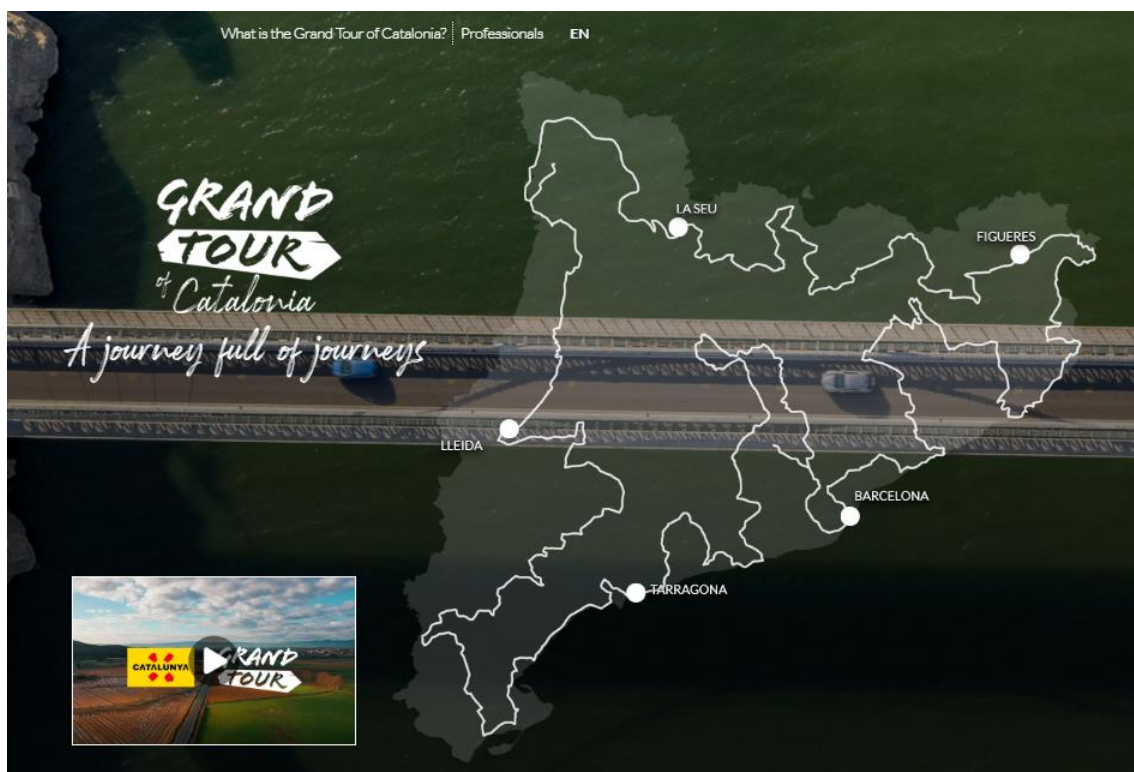 What is the Grand Tour of Catalonia? Professionals EN
GRAND
TOUR
of Catalonia
A journey full of journeys
LA SEU
FIGUERES
LLEIDA
BARCELONA
TARRAGONA
CATALUNYA
GRAND
TOUR